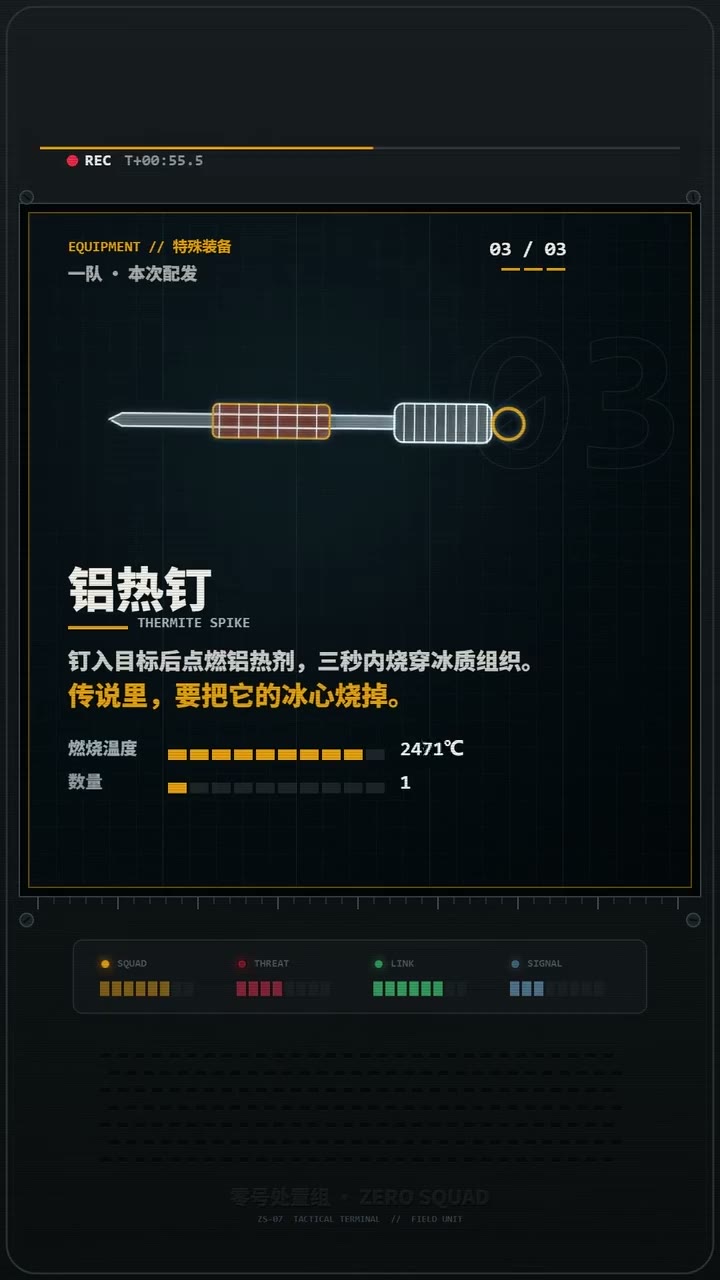 REC T+00:55.5
EQUIPMENT // 特殊装备
03 / 03
一队 · 本次配发
03
铝热钉
THERMITE SPIKE
钉入目标后点燃铝热剂，三秒内烧穿冰质组织。
传说里，要把它的冰心烧掉。
燃烧温度 2471℃
数量 1
SQUAD THREAT LINK SIGNAL
零号处置组 · ZERO SQUAD
ZS-07 TACTICAL TERMINAL // FIELD UNIT